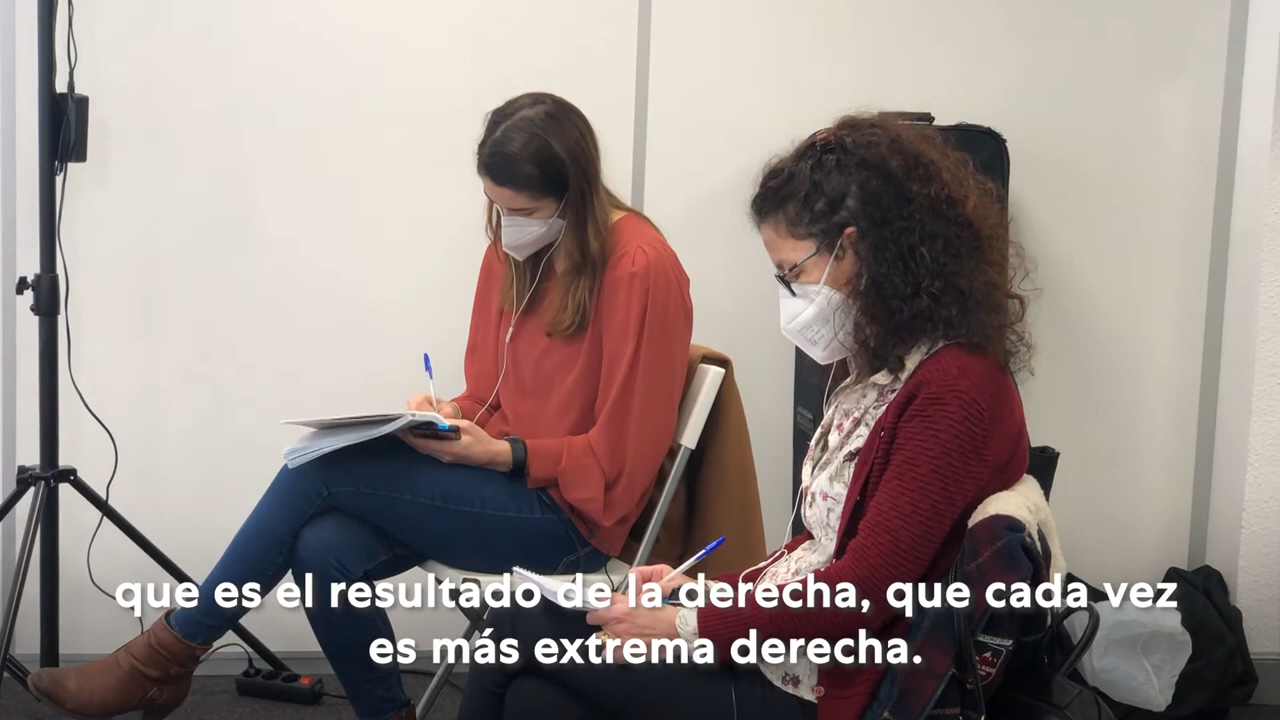 que es el resultado de la derecha, que cada vez
es más extrema derecha.